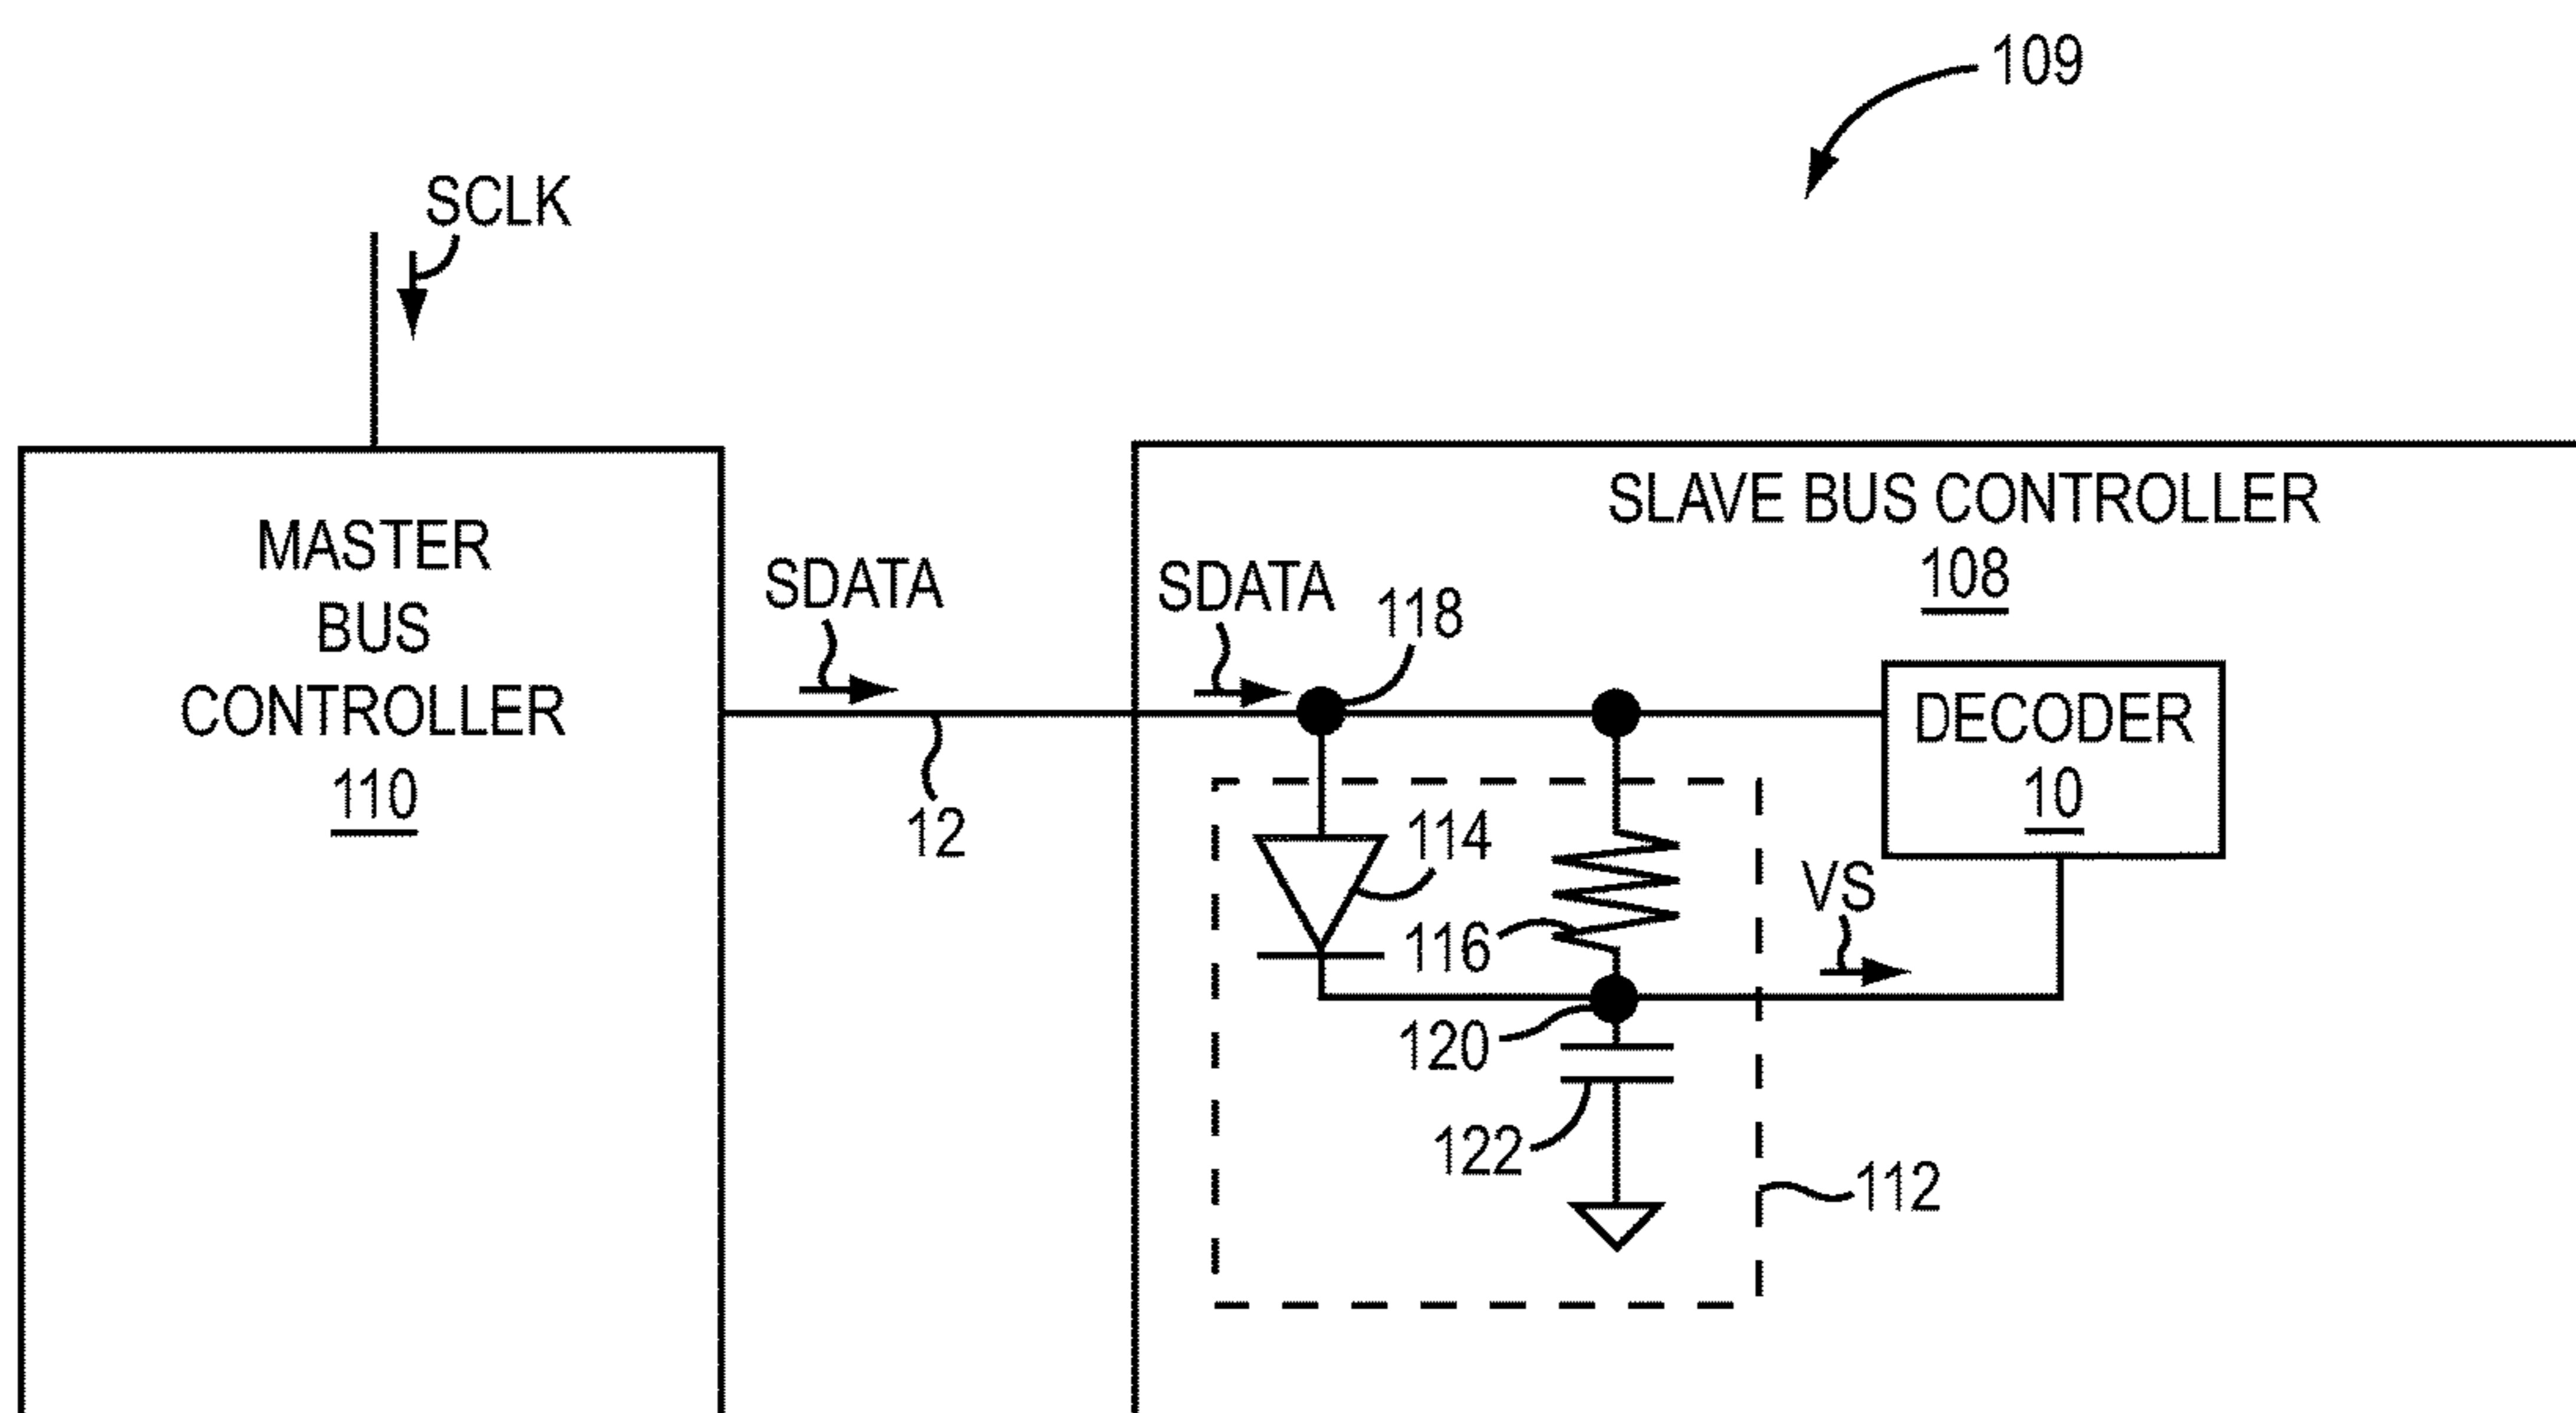 109
SCLK
MASTER
BUS
CONTROLLER
110
SDATA
12
SLAVE BUS CONTROLLER
108
SDATA
118
DECODER
10
114
116
VS
120
122
112